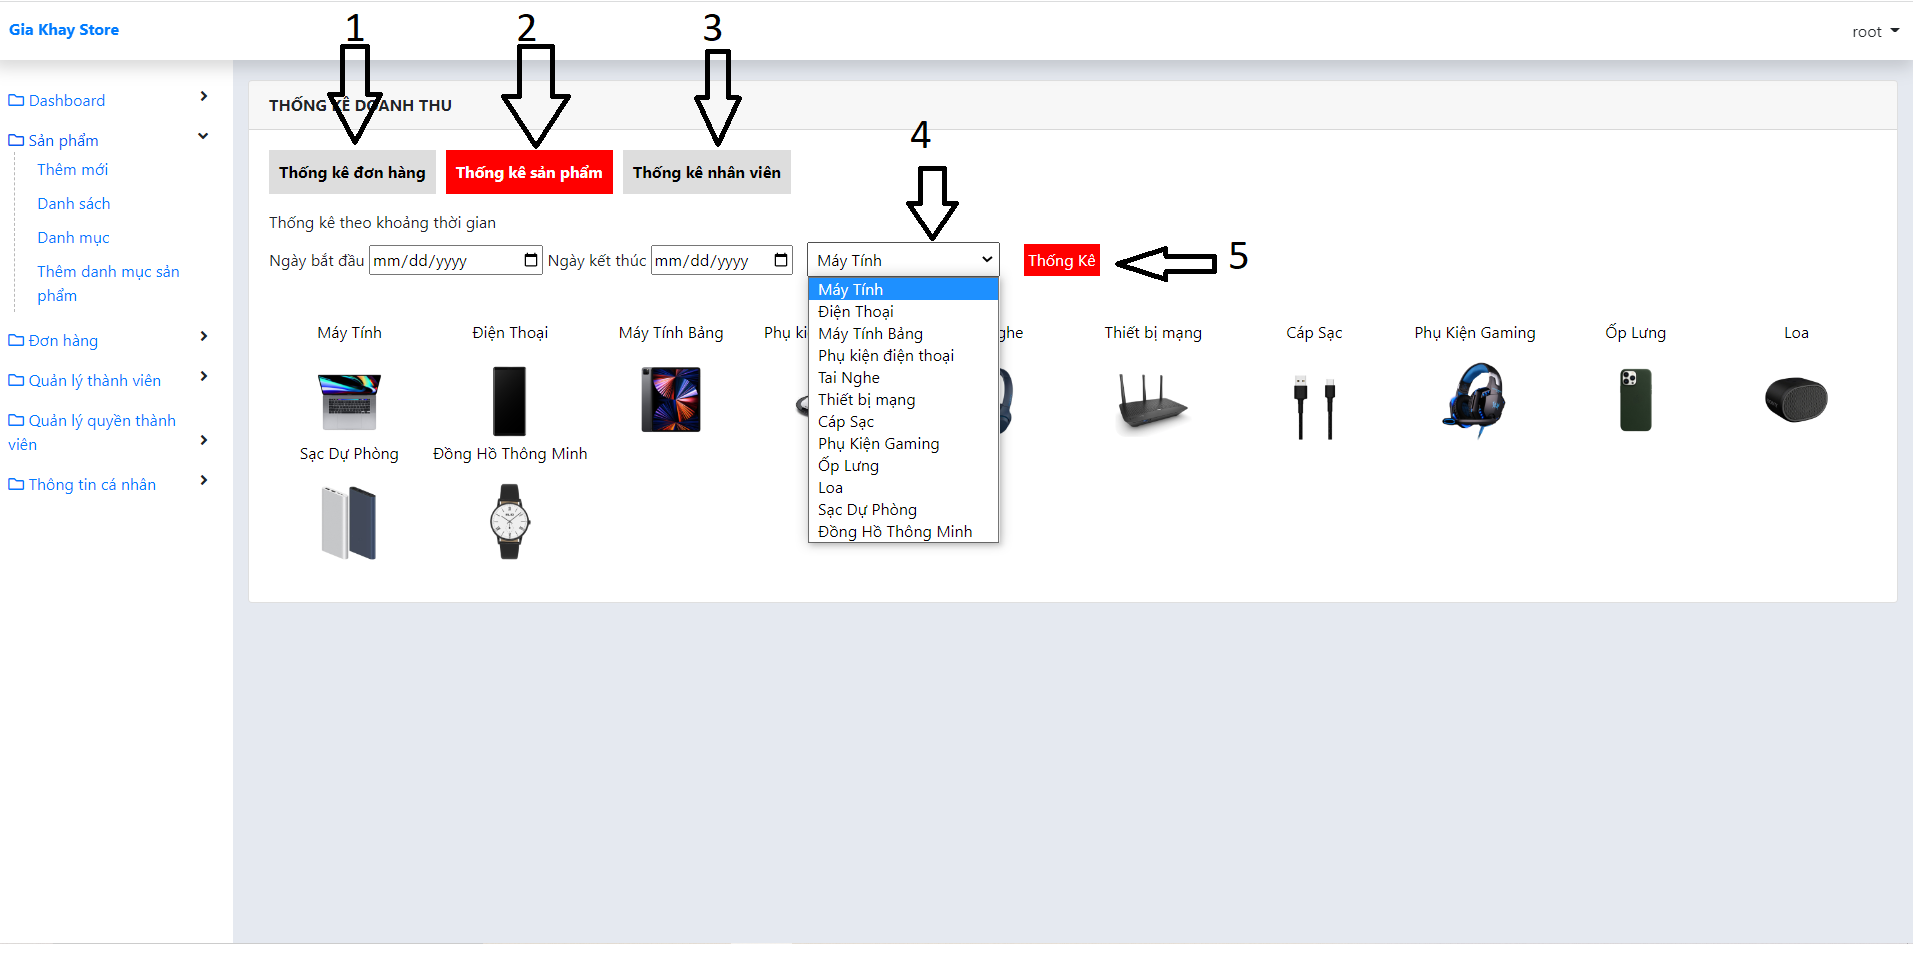 Gia Khay Store
1
2
3
root
Dashboard
Sản phẩm
Thêm mới
Danh sách
Danh mục
Thêm danh mục sản
phẩm
Đơn hàng
Quản lý thành viên
Quản lý quyền thành
viên
Thông tin cá nhân
THỐNG KÊ DOANH THU
4
Thống kê đơn hàng
Thống kê sản phẩm
Thống kê nhân viên
Thống kê theo khoảng thời gian
Ngày bắt đầu mm/dd/yyyy Ngày kết thúc mm/dd/yyyy Máy Tính Thống Kê 5
Máy Tính
Điện Thoại
Máy Tính Bảng
Phụ kiện điện thoại
Tai Nghe
Thiết bị mạng
Cáp Sạc
Phụ Kiện Gaming
Ốp Lưng
Loa
Sạc Dự Phòng
Đồng Hồ Thông Minh
Máy Tính Điện Thoại Máy Tính Bảng Thiết bị mạng Cáp Sạc Phụ Kiện Gaming Ốp Lưng Loa
Sạc Dự Phòng Đồng Hồ Thông Minh